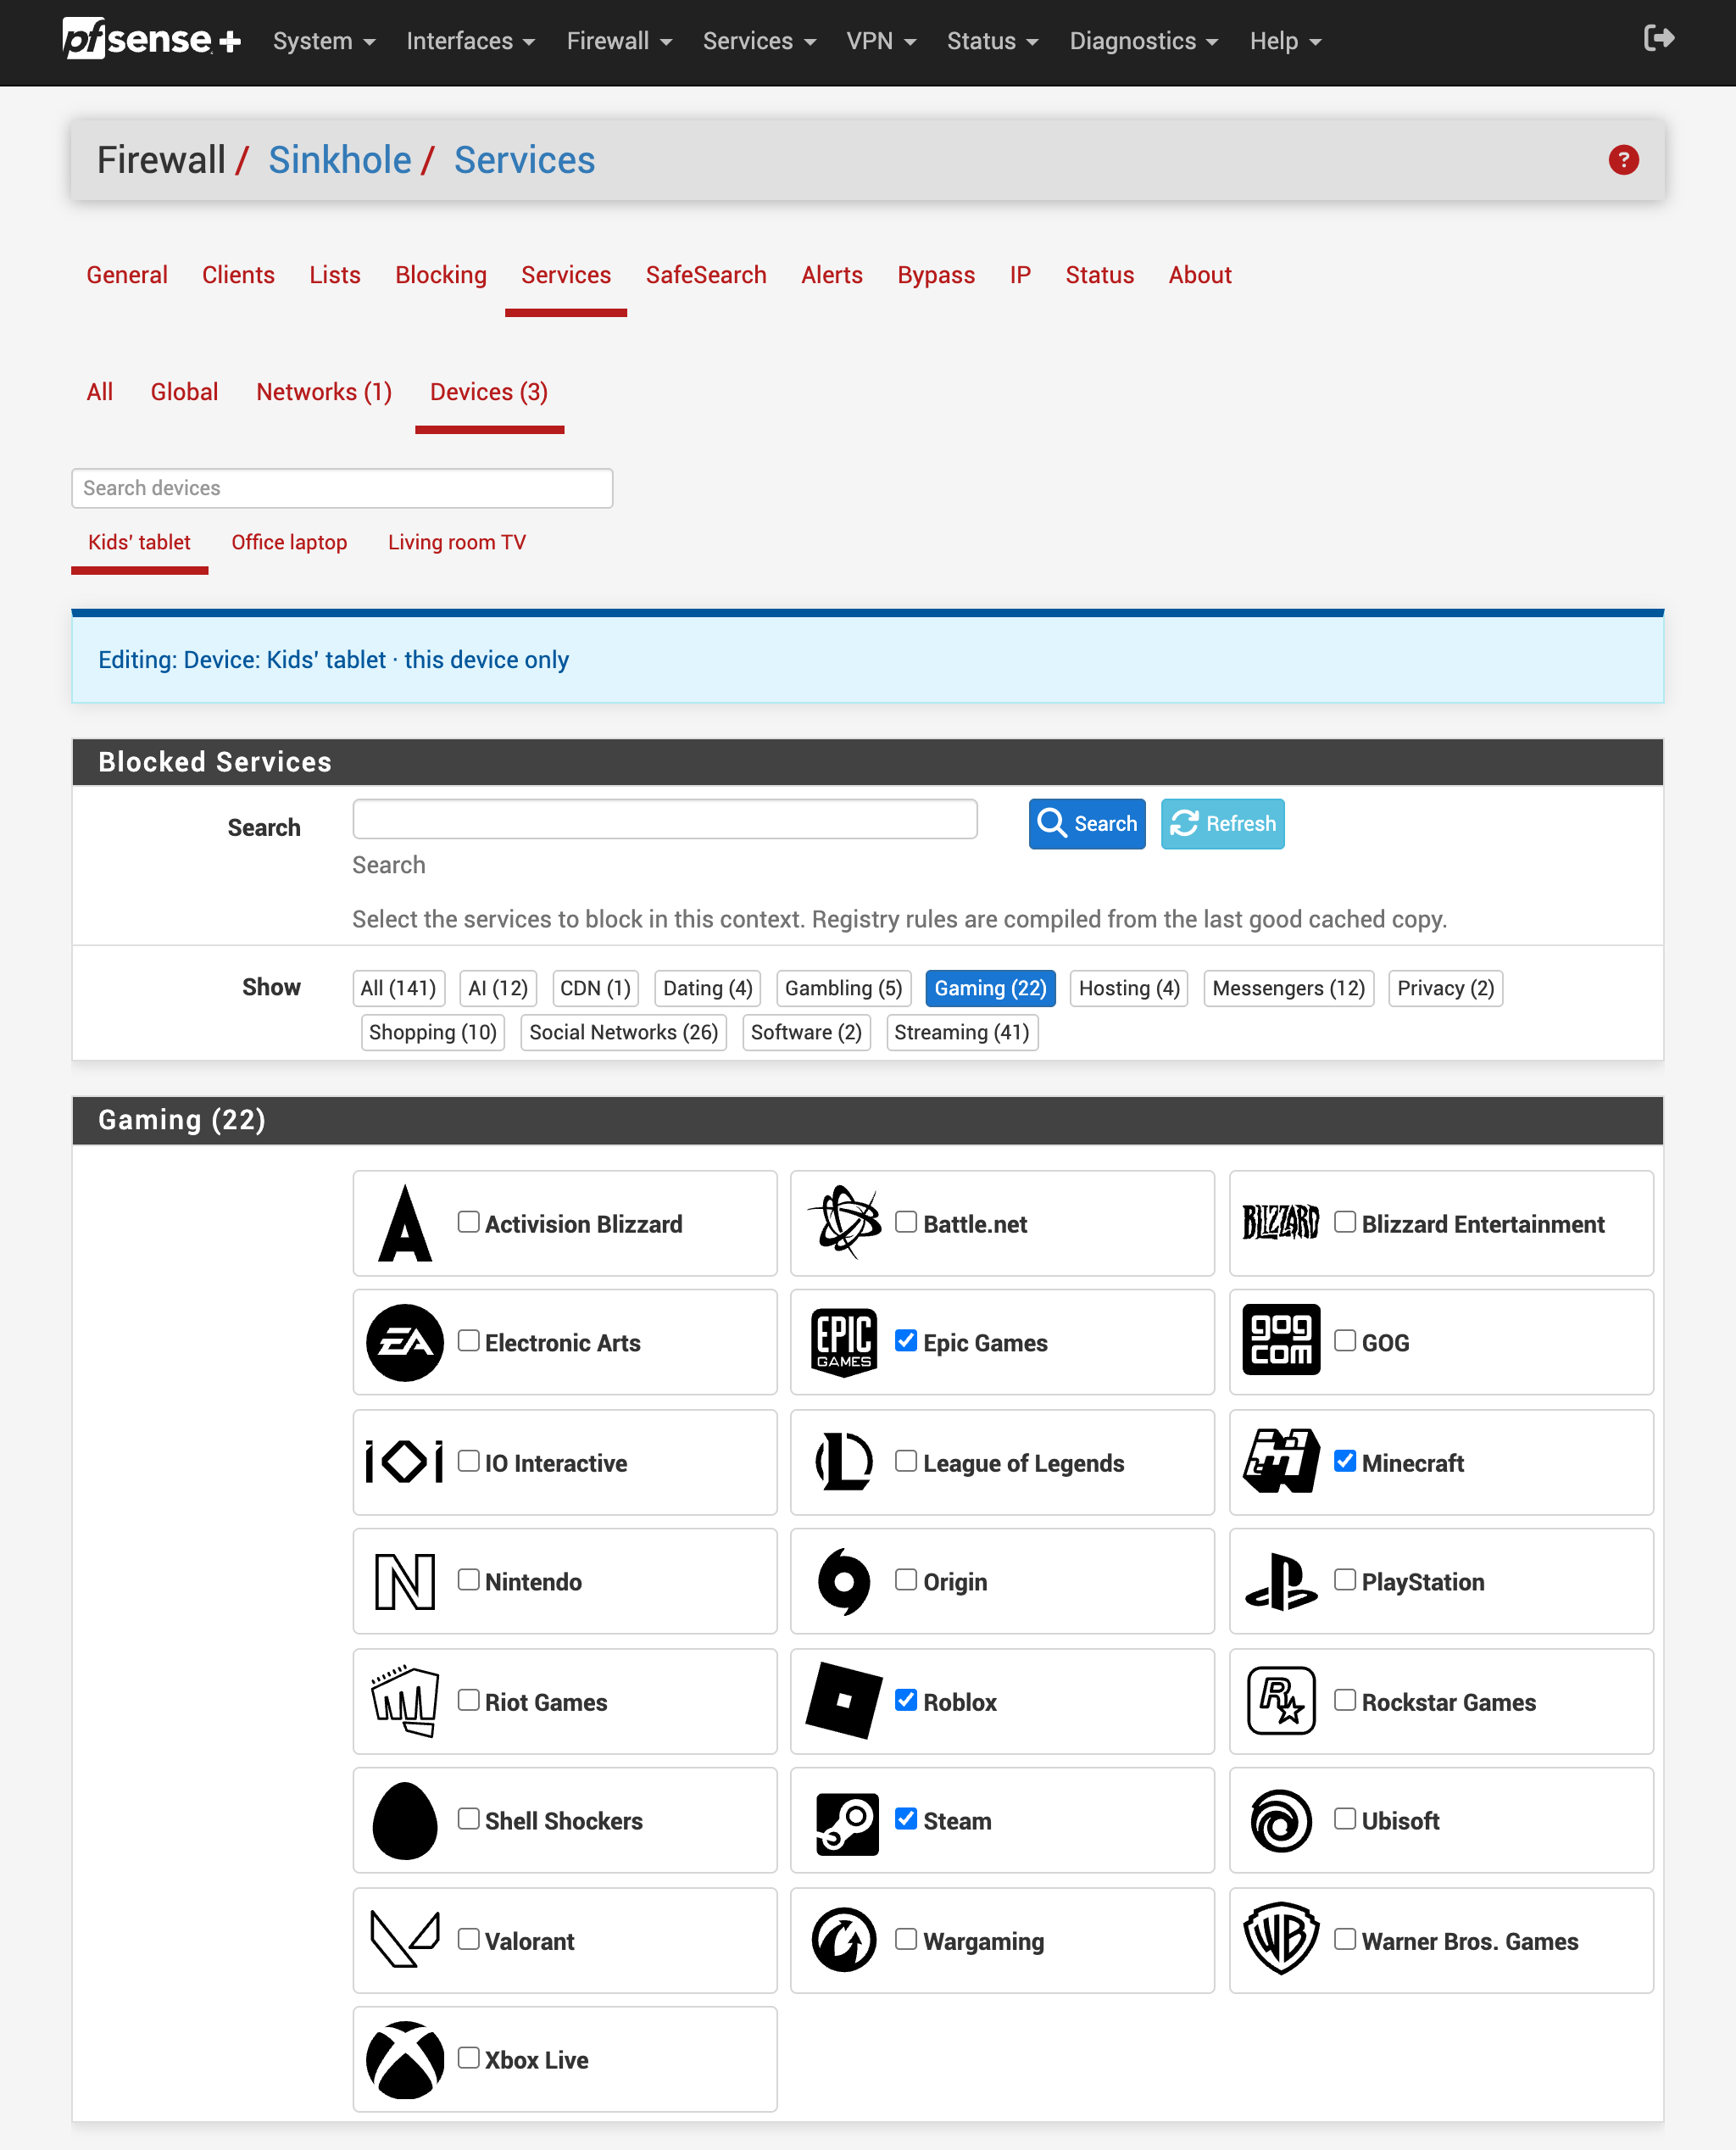 pfsense+ System Interfaces Firewall Services VPN Status Diagnostics Help
Firewall / Sinkhole / Services ?
General Clients Lists Blocking Services SafeSearch Alerts Bypass IP Status About
All Global Networks (1) Devices (3)
Search devices
Kids' tablet Office laptop Living room TV
Editing: Device: Kids' tablet · this device only
Blocked Services
Search Search Refresh
Search
Select the services to block in this context. Registry rules are compiled from the last good cached copy.
Show All (141) AI (12) CDN (1) Dating (4) Gambling (5) Gaming (22) Hosting (4) Messengers (12) Privacy (2)
Shopping (10) Social Networks (26) Software (2) Streaming (41)
Gaming (22)
A Activision Blizzard Battle.net BLIZZARD Blizzard Entertainment
EA Electronic Arts EPIC GAMES Epic Games gog com GOG
iOi IO Interactive L League of Legends Minecraft
N Nintendo Origin PlayStation
Riot Games Roblox R Rockstar Games
Shell Shockers Steam Ubisoft
Valorant Wargaming WB Warner Bros. Games
Xbox Live